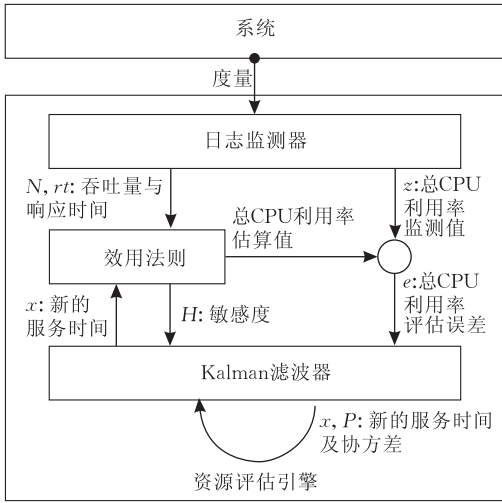 系统
度量
日志监测器
N, rt: 吞吐量与
响应时间
z:总CPU
利用率
监测值
总CPU利用率
估算值
效用法则
x: 新的
服务时间
H: 敏感度
e:总CPU
利用率
评估误差
Kalman滤波器
x, P: 新的服务时间
及协方差
资源评估引擎